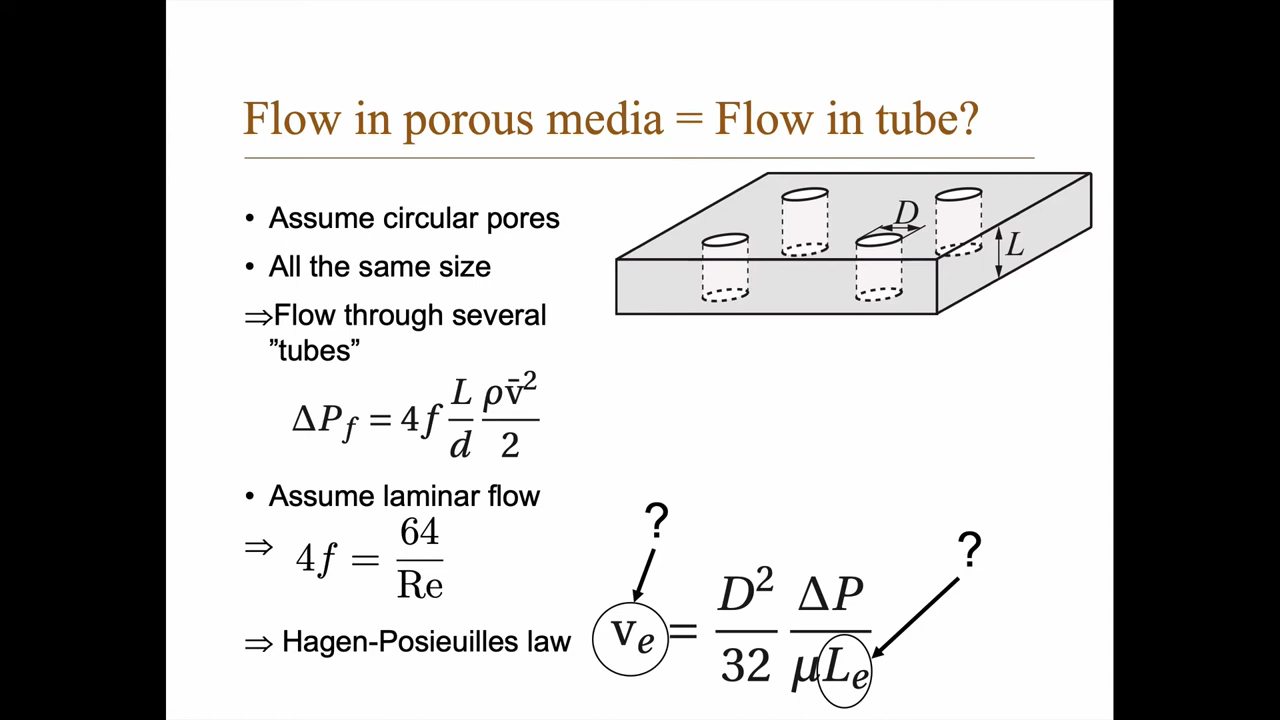 Flow in porous media = Flow in tube?
• Assume circular pores
• All the same size
⇒Flow through several
”tubes”
ΔP_f = 4f L/d ρv̄²/2
• Assume laminar flow
⇒ 4f = 64/Re
⇒ Hagen-Posieuilles law
D
L
?
?
v_e = D²/32 ΔP/μL_e